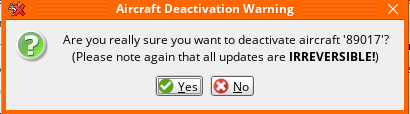 Aircraft Deactivation Warning
Are you really sure you want to deactivate aircraft '89017'?
(Please note again that all updates are IRREVERSIBLE!)
Yes No